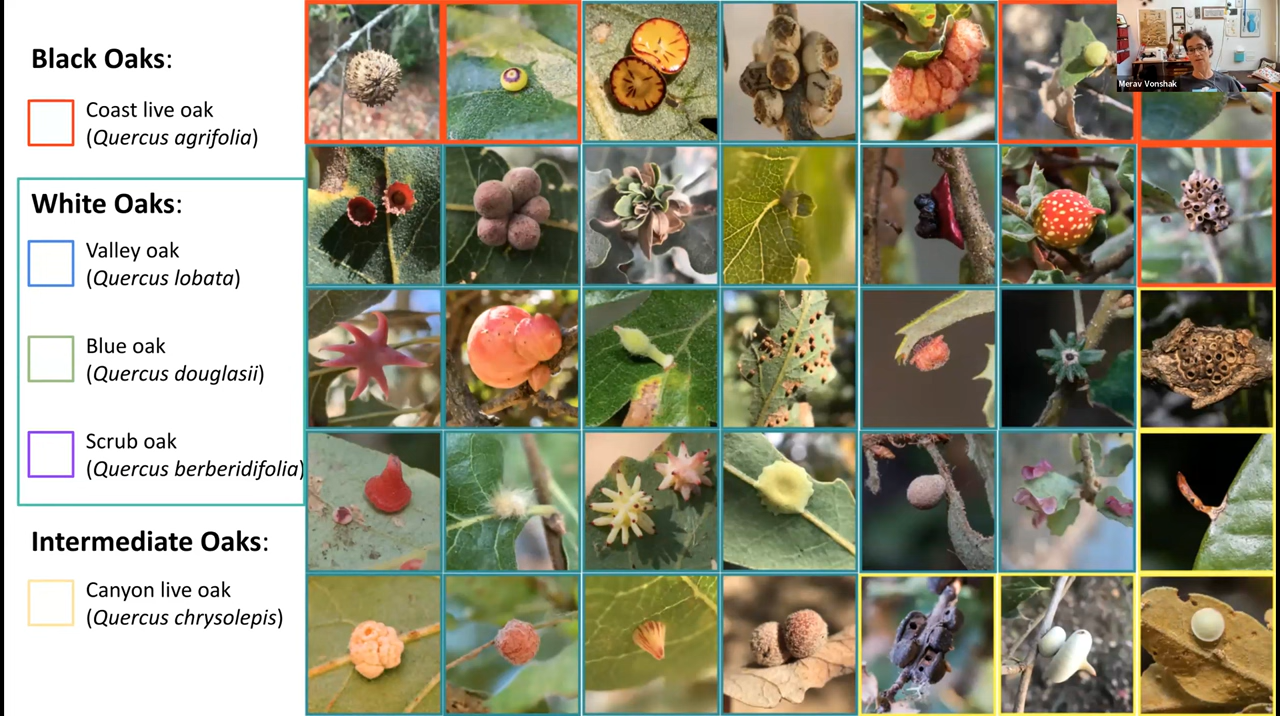 Black Oaks:
Coast live oak
(Quercus agrifolia)
White Oaks:
Valley oak
(Quercus lobata)
Blue oak
(Quercus douglasii)
Scrub oak
(Quercus berberidifolia)
Intermediate Oaks:
Canyon live oak
(Quercus chrysolepis)
Merav Vonshak